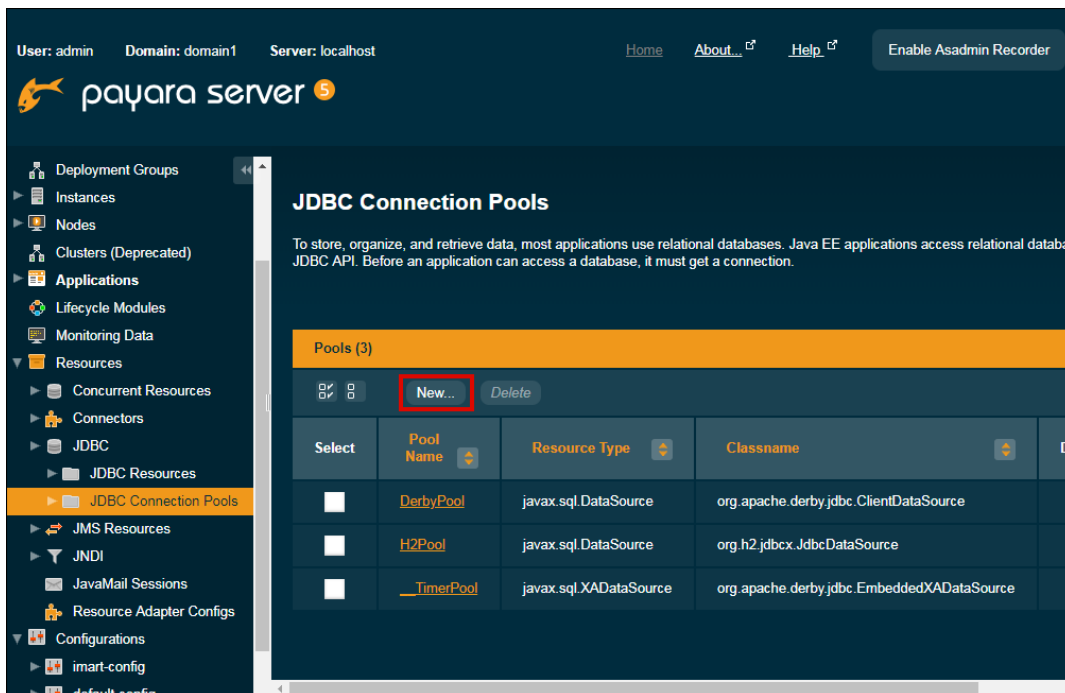 User: admin Domain: domain1 Server: localhost Home About... Help Enable Asadmin Recorder
payara server 5
Deployment Groups
Instances
Nodes
Clusters (Deprecated)
Applications
Lifecycle Modules
Monitoring Data
Resources
Concurrent Resources
Connectors
JDBC
JDBC Resources
JDBC Connection Pools
JMS Resources
JNDI
JavaMail Sessions
Resource Adapter Configs
Configurations
imart-config
default-config
JDBC Connection Pools
To store, organize, and retrieve data, most applications use relational databases. Java EE applications access relational databa
JDBC API. Before an application can access a database, it must get a connection.
Pools (3)
New... Delete
Select Pool Name Resource Type Classname D
DerbyPool javax.sql.DataSource org.apache.derby.jdbc.ClientDataSource
H2Pool javax.sql.DataSource org.h2.jdbcx.JdbcDataSource
__TimerPool javax.sql.XADataSource org.apache.derby.jdbc.EmbeddedXADataSource